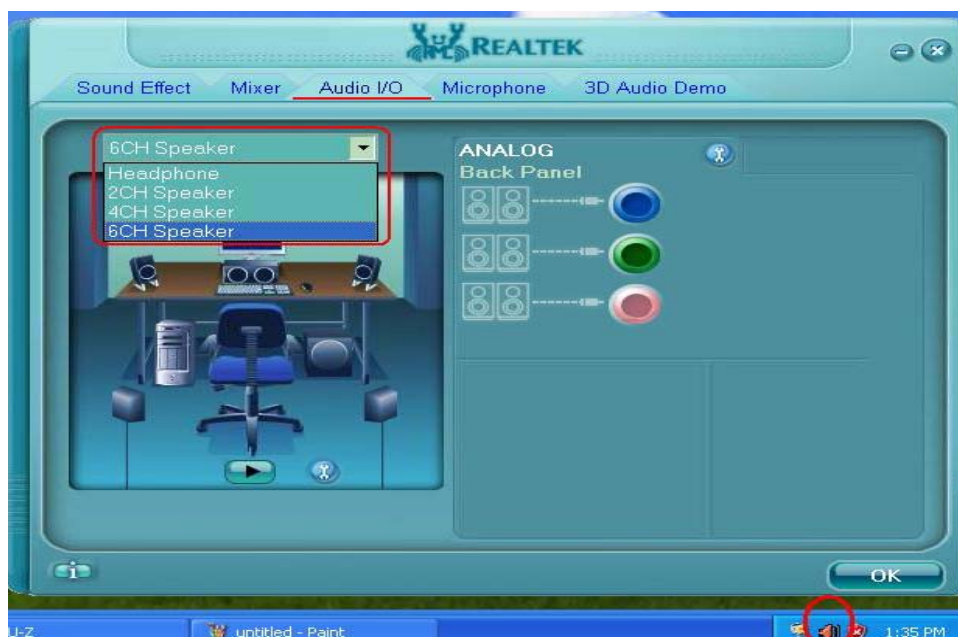 REALTEK
Sound Effect Mixer Audio I/O Microphone 3D Audio Demo
6CH Speaker
Headphone
2CH Speaker
4CH Speaker
6CH Speaker
ANALOG
Back Panel
OK
U-Z untitled - Paint 1:35 PM